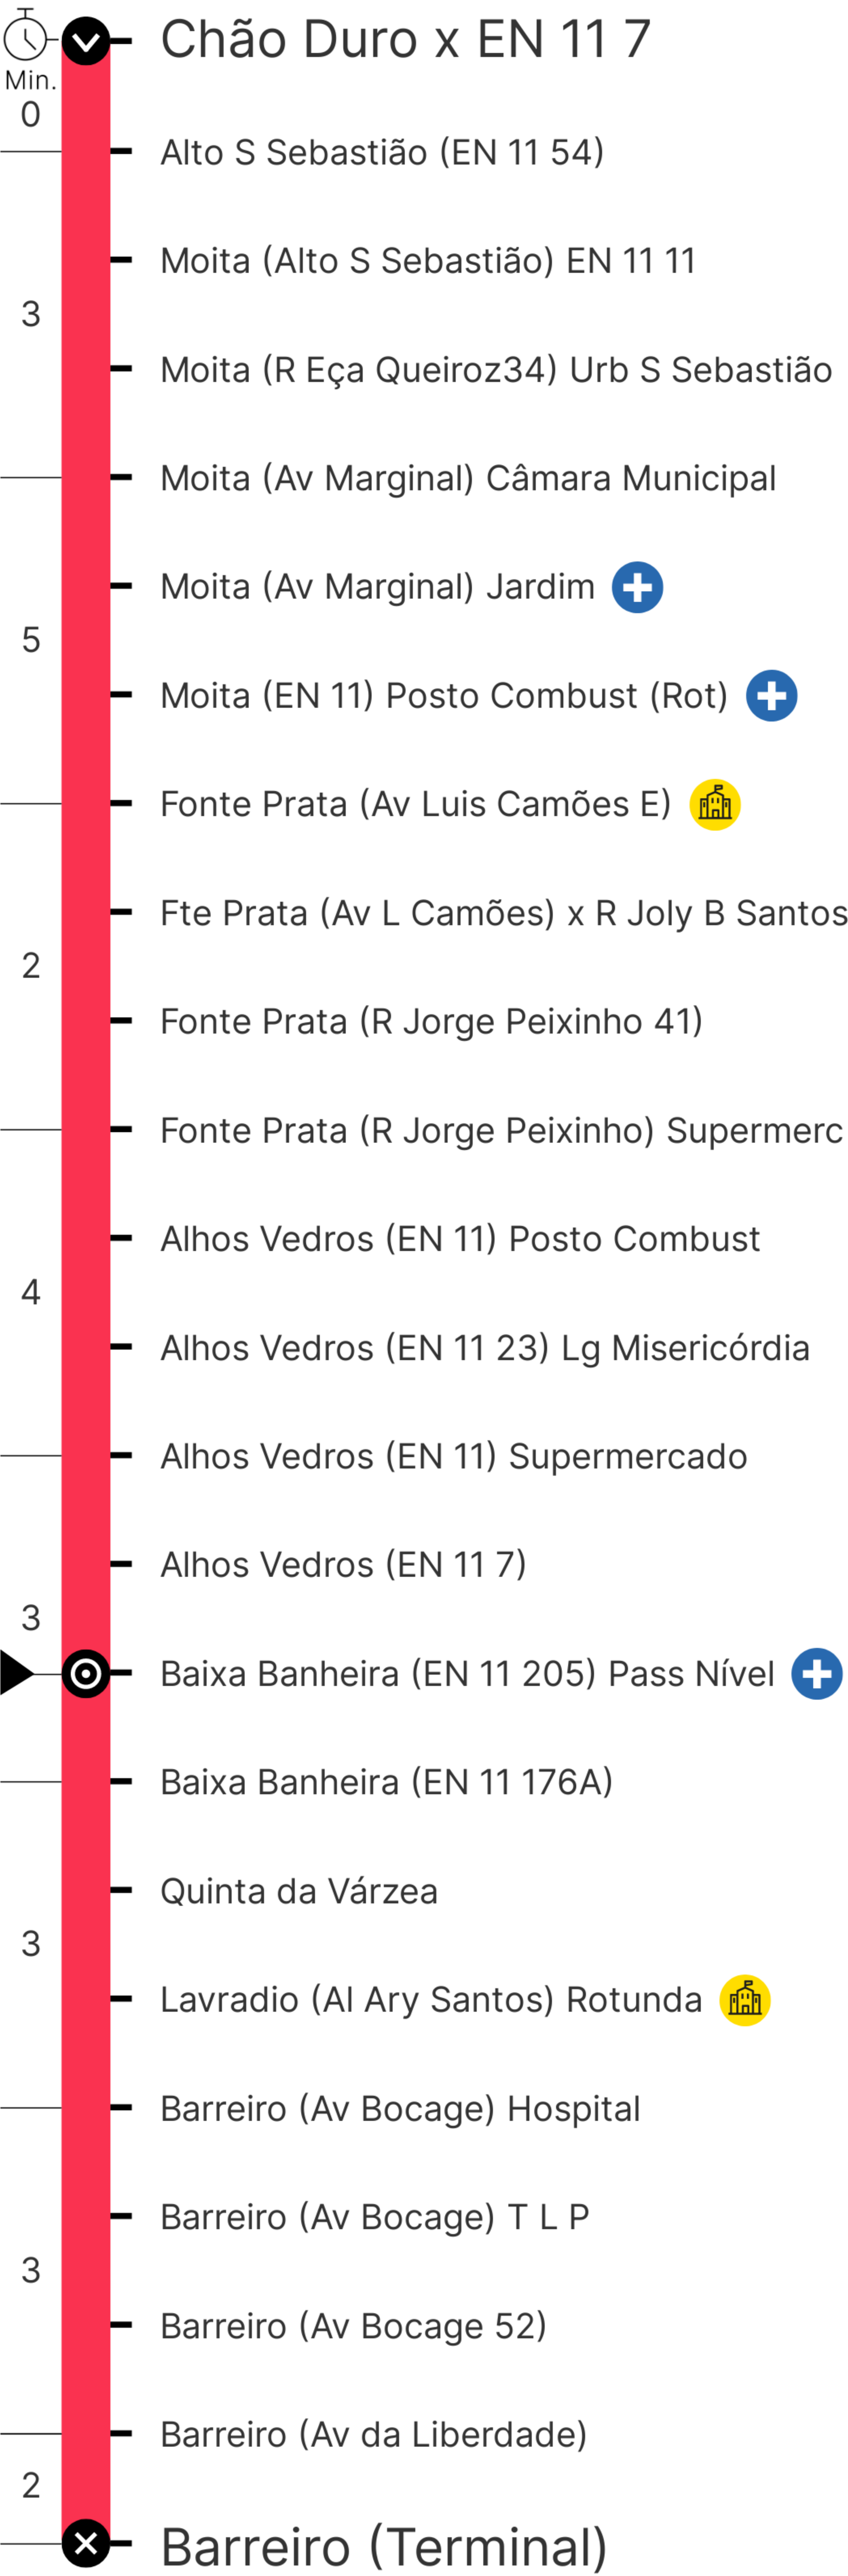 Chão Duro x EN 11 7
Min.
0
Alto S Sebastião (EN 11 54)
Moita (Alto S Sebastião) EN 11 11
3
Moita (R Eça Queiroz34) Urb S Sebastião
Moita (Av Marginal) Câmara Municipal
Moita (Av Marginal) Jardim
5
Moita (EN 11) Posto Combust (Rot)
Fonte Prata (Av Luis Camões E)
Fte Prata (Av L Camões) x R Joly B Santos
2
Fonte Prata (R Jorge Peixinho 41)
Fonte Prata (R Jorge Peixinho) Supermerc
Alhos Vedros (EN 11) Posto Combust
4
Alhos Vedros (EN 11 23) Lg Misericórdia
Alhos Vedros (EN 11) Supermercado
Alhos Vedros (EN 11 7)
3
Baixa Banheira (EN 11 205) Pass Nível
Baixa Banheira (EN 11 176A)
Quinta da Várzea
3
Lavradio (Al Ary Santos) Rotunda
Barreiro (Av Bocage) Hospital
Barreiro (Av Bocage) T L P
3
Barreiro (Av Bocage 52)
Barreiro (Av da Liberdade)
2
Barreiro (Terminal)